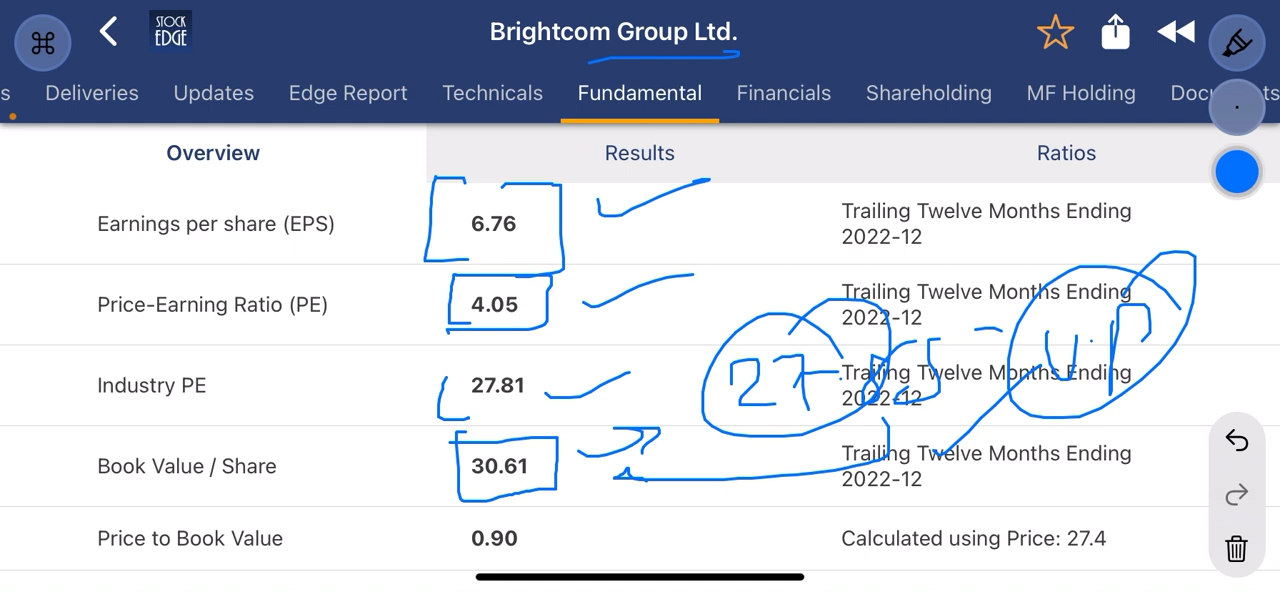 STOCK
EDGE
Brightcom Group Ltd.
s Deliveries Updates Edge Report Technicals Fundamental Financials Shareholding MF Holding
Overview Results Ratios
Earnings per share (EPS) 6.76 Trailing Twelve Months Ending
2022-12
Price-Earning Ratio (PE) 4.05 Trailing Twelve Months Ending
2022-12
Industry PE 27.81 Trailing Twelve Months Ending
2022-12
27
Book Value / Share 30.61 Trailing Twelve Months Ending
2022-12
Price to Book Value 0.90 Calculated using Price: 27.4